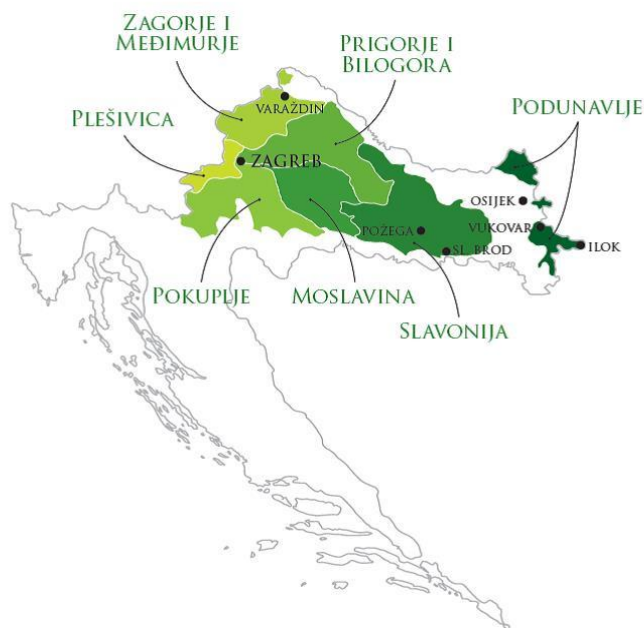 Zagorje i
Međimurje
Prigorje i
Bilogora
Plešivica
Podunavlje
VARAŽDIN
ZAGREB
OSIJEK
VUKOVAR
POŽEGA
ILOK
SL. BROD
Pokuplje
Moslavina
Slavonija